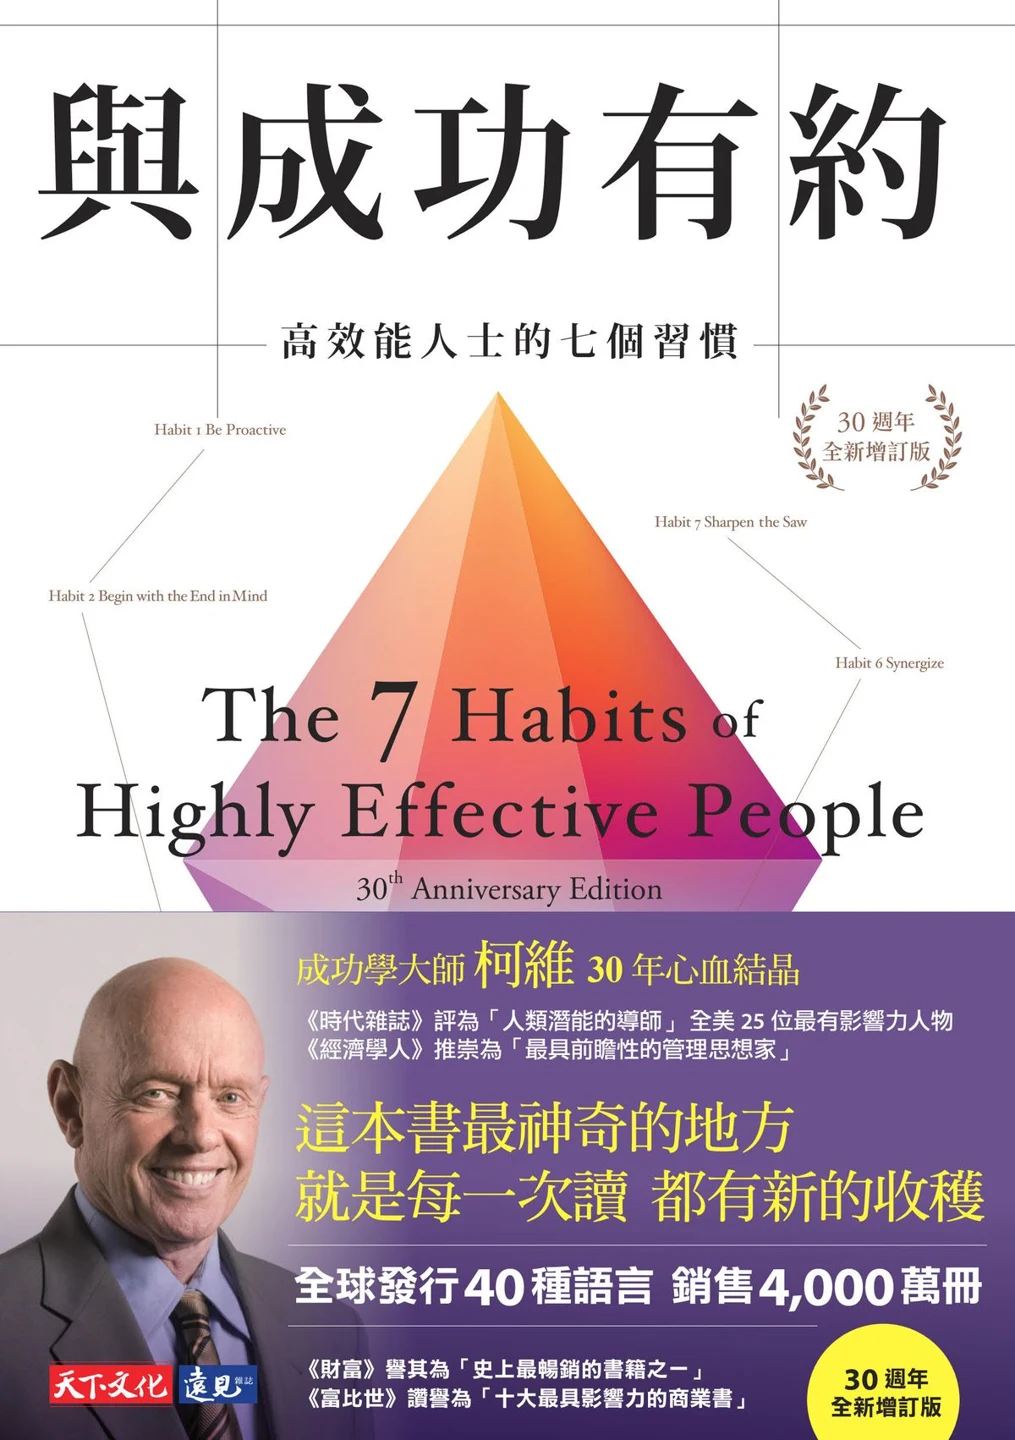 與成功有約
高效能人士的七個習慣
30 週年
全新增訂版
Habit 1 Be Proactive
Habit 7 Sharpen the Saw
Habit 2 Begin with the End in Mind
Habit 6 Synergize
The 7 Habits of
Highly Effective People
30th Anniversary Edition
成功學大師 柯維 30 年心血結晶
《時代雜誌》評為「人類潛能的導師」全美 25 位最有影響力人物
《經濟學人》推崇為「最具前瞻性的管理思想家」
這本書最神奇的地方
就是每一次讀 都有新的收穫
全球發行40種語言 銷售4,000萬冊
《財富》譽其為「史上最暢銷的書籍之一」
《富比世》讚譽為「十大最具影響力的商業書」
天下文化 遠見雜誌
30 週年
全新增訂版